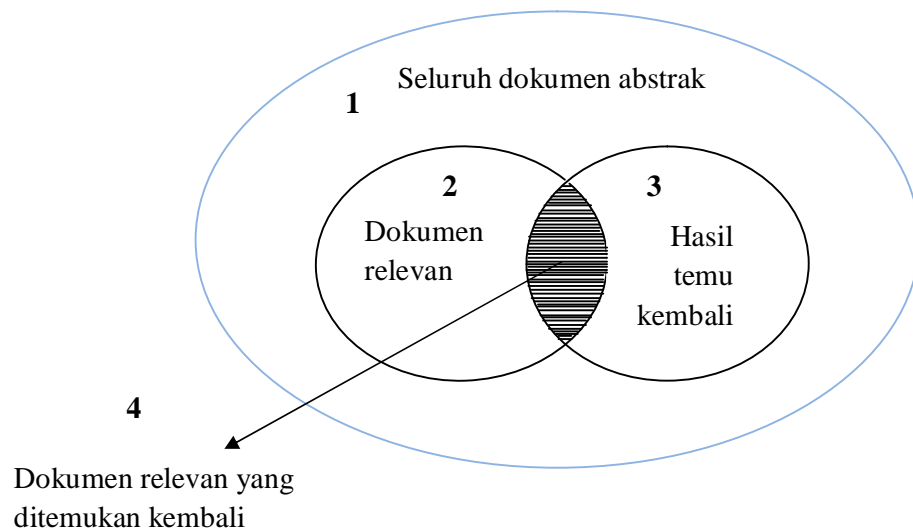 Seluruh dokumen abstrak
1
2
Dokumen
relevan
3
Hasil
temu
kembali
4
Dokumen relevan yang
ditemukan kembali